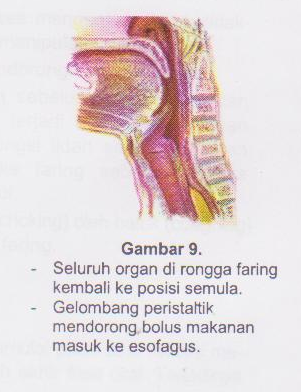 Gambar 9.
- Seluruh organ di rongga faring
kembali ke posisi semula.
- Gelombang peristaltik
mendorong bolus makanan
masuk ke esofagus.